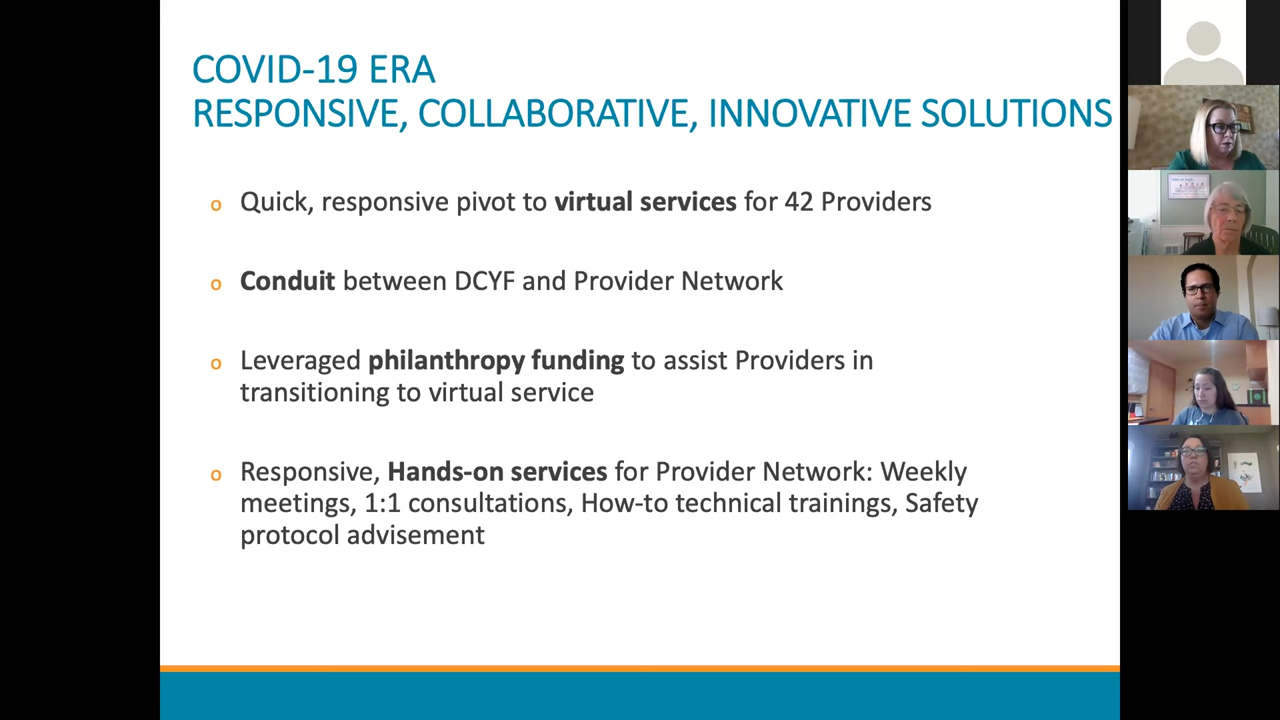 COVID-19 ERA
RESPONSIVE, COLLABORATIVE, INNOVATIVE SOLUTIONS
o Quick, responsive pivot to virtual services for 42 Providers
o Conduit between DCYF and Provider Network
o Leveraged philanthropy funding to assist Providers in
transitioning to virtual service
o Responsive, Hands-on services for Provider Network: Weekly
meetings, 1:1 consultations, How-to technical trainings, Safety
protocol advisement